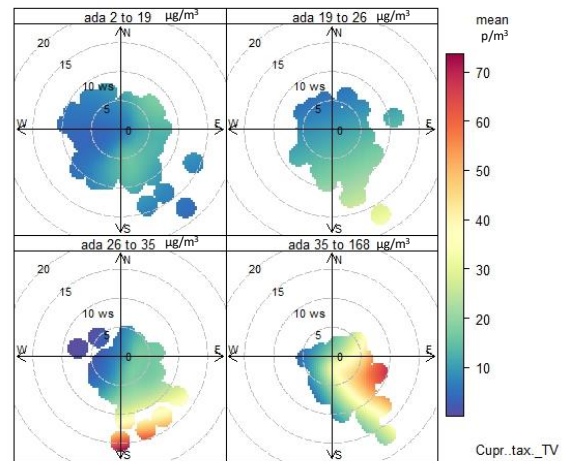 ada 2 to 19 µg/m³
N
20
15
10 ws
5
0
W
E
S
ada 19 to 26 µg/m³
N
20
15
10 ws
5
0
W
E
S
ada 26 to 35 µg/m³
N
20
15
10 ws
5
0
W
E
S
ada 35 to 168 µg/m³
N
20
15
10 ws
5
0
W
E
S
mean
p/m³
70
60
50
40
30
20
10
Cupr..tax._TV